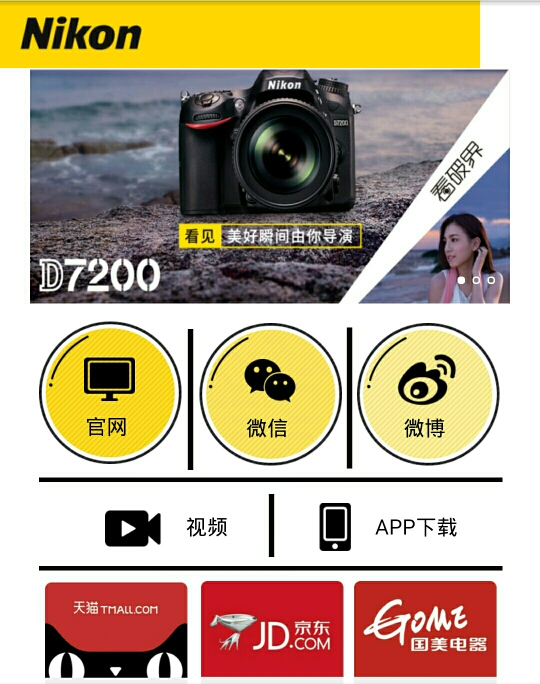 Nikon
Nikon
D7200
看破界
看见 美好瞬间由你导演
D7200
官网
微信
微博
视频
APP下载
天猫 TMALL.COM
JD 京东
.COM
GOME
国美电器